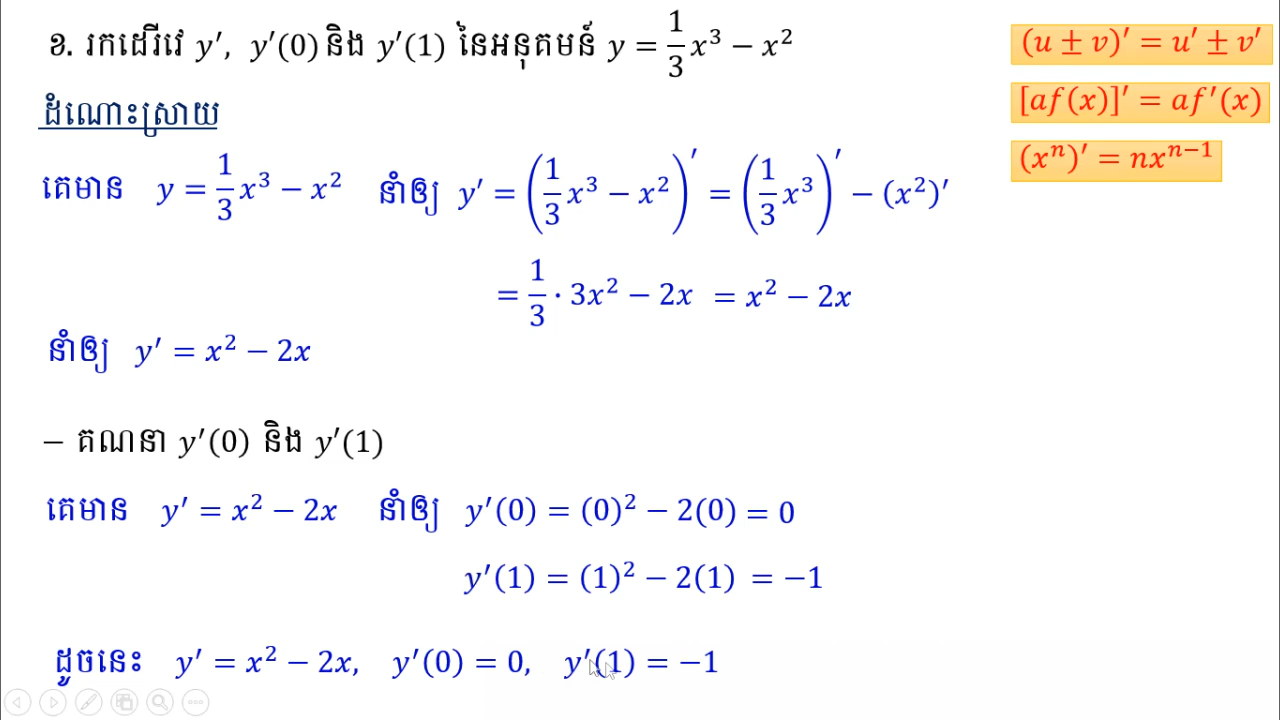 ខ. រកដេរីវេ y′, y′(0) និង y′(1) នៃអនុគមន៍ y = 1/3 x³ − x²
(u ± v)′ = u′ ± v′
[af(x)]′ = af′(x)
(xⁿ)′ = nxⁿ⁻¹
ដំណោះស្រាយ
គេមាន y = 1/3 x³ − x² នាំឲ្យ y′ = (1/3 x³ − x²)′ = (1/3 x³)′ − (x²)′
= 1/3 · 3x² − 2x = x² − 2x
នាំឲ្យ y′ = x² − 2x
− គណនា y′(0) និង y′(1)
គេមាន y′ = x² − 2x នាំឲ្យ y′(0) = (0)² − 2(0) = 0
y′(1) = (1)² − 2(1) = −1
ដូចនេះ y′ = x² − 2x, y′(0) = 0, y′(1) = −1